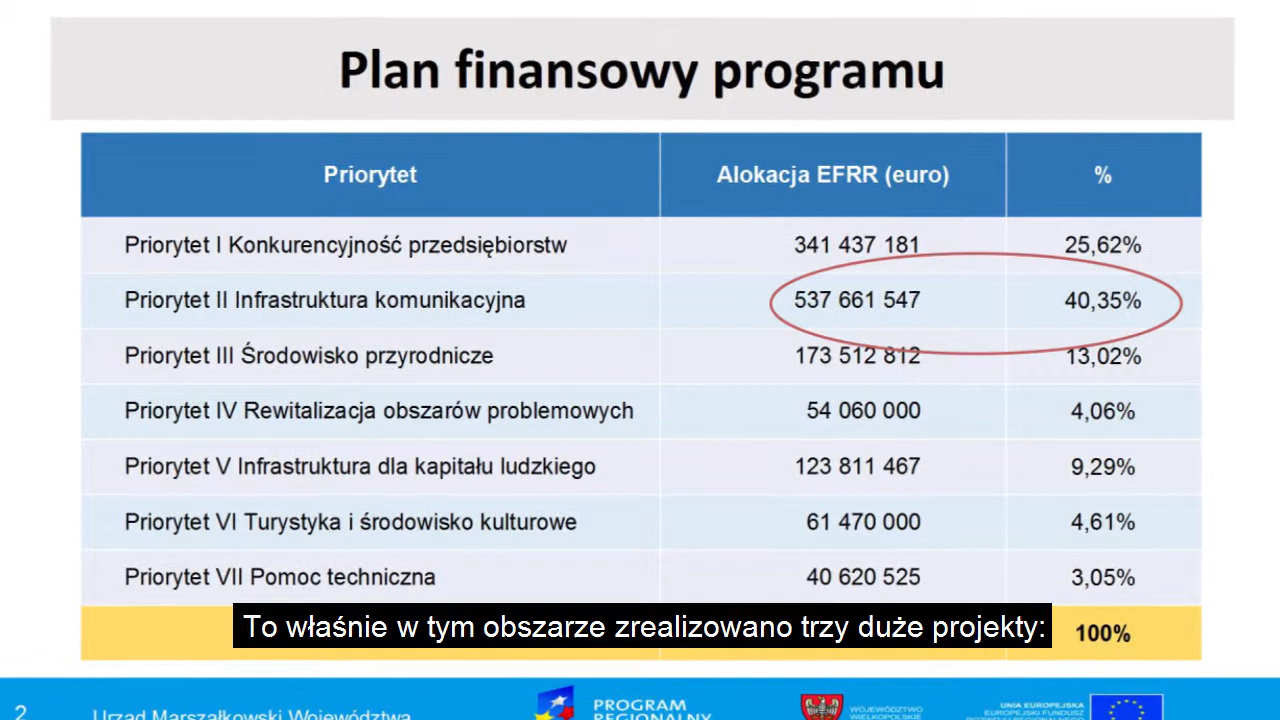 Plan finansowy programu
Priorytet Alokacja EFRR (euro) %
Priorytet I Konkurencyjność przedsiębiorstw 341 437 181 25,62%
Priorytet II Infrastruktura komunikacyjna 537 661 547 40,35%
Priorytet III Środowisko przyrodnicze 173 512 812 13,02%
Priorytet IV Rewitalizacja obszarów problemowych 54 060 000 4,06%
Priorytet V Infrastruktura dla kapitału ludzkiego 123 811 467 9,29%
Priorytet VI Turystyka i środowisko kulturowe 61 470 000 4,61%
Priorytet VII Pomoc techniczna 40 620 525 3,05%
To właśnie w tym obszarze zrealizowano trzy duże projekty:
100%
2
Urząd Marszałkowski Województwa
PROGRAM
REGIONALNY
WOJEWÓDZTWO
WIELKOPOLSKIE
UNIA EUROPEJSKA
EUROPEJSKI FUNDUSZ